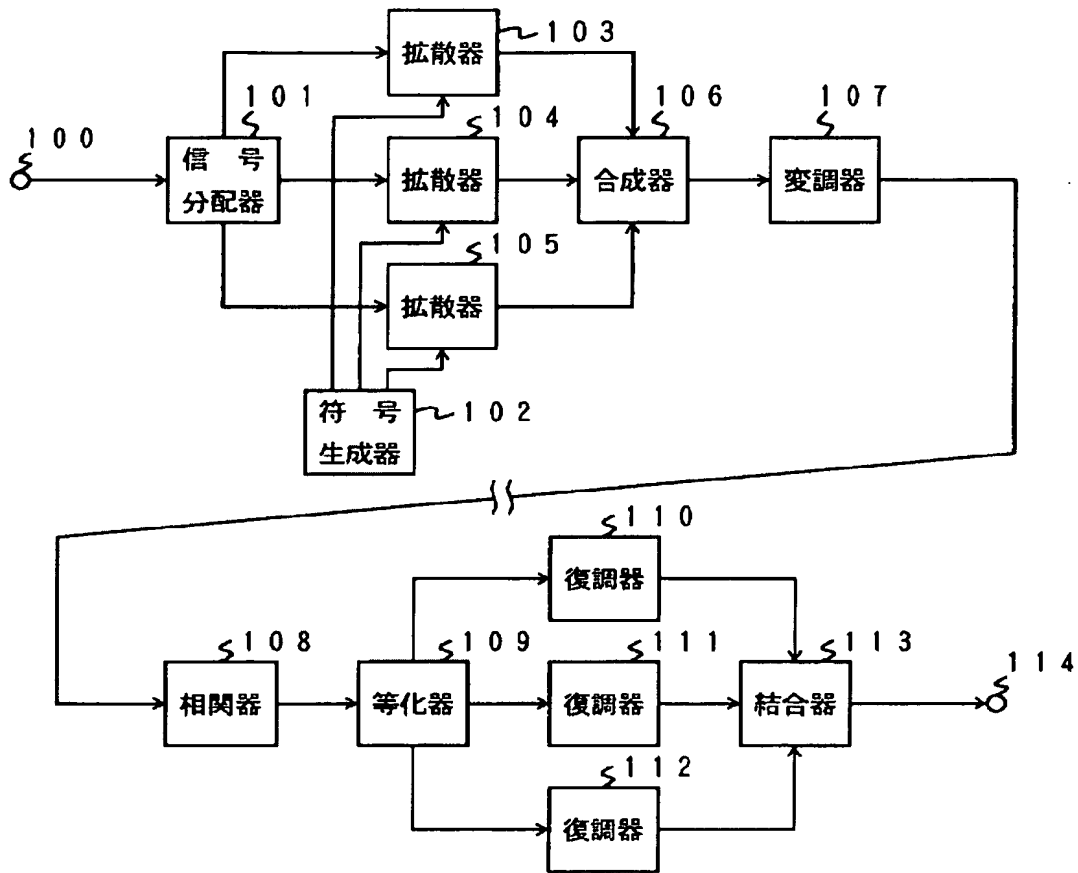 103
拡散器
101
106
107
100
104
信 号
分配器
拡散器
合成器
変調器
105
拡散器
符 号
生成器
102
110
復調器
108
109
111
113
114
相関器
等化器
復調器
結合器
112
復調器